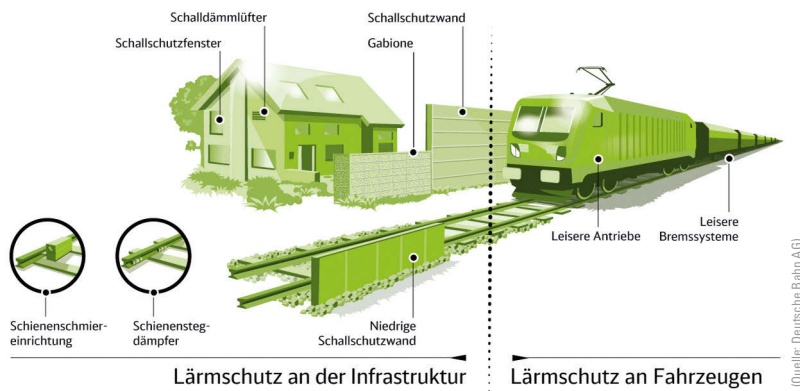 Schalldämmlüfter
Schallschutzwand
Schallschutzfenster
Gabione
Leisere Antriebe
Leisere
Bremssysteme
Schienenschmier-
einrichtung
Schienensteg-
dämpfer
Niedrige
Schallschutzwand
Lärmschutz an der Infrastruktur
Lärmschutz an Fahrzeugen
(Quelle: Deutsche Bahn AG)